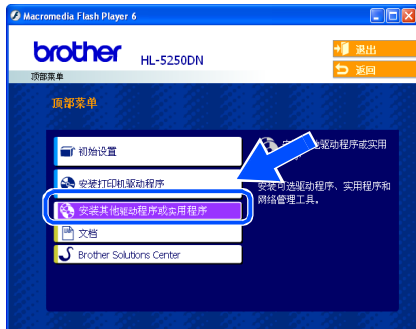 Macromedia Flash Player 6
brother
HL-5250DN
退出
返回
顶部菜单
顶部菜单
初始设置
安装打印机驱动程序
安装其他驱动程序或实用程序
文档
Brother Solutions Center
驱动程序或实用
安装可选驱动程序、实用程序和
网络管理工具。